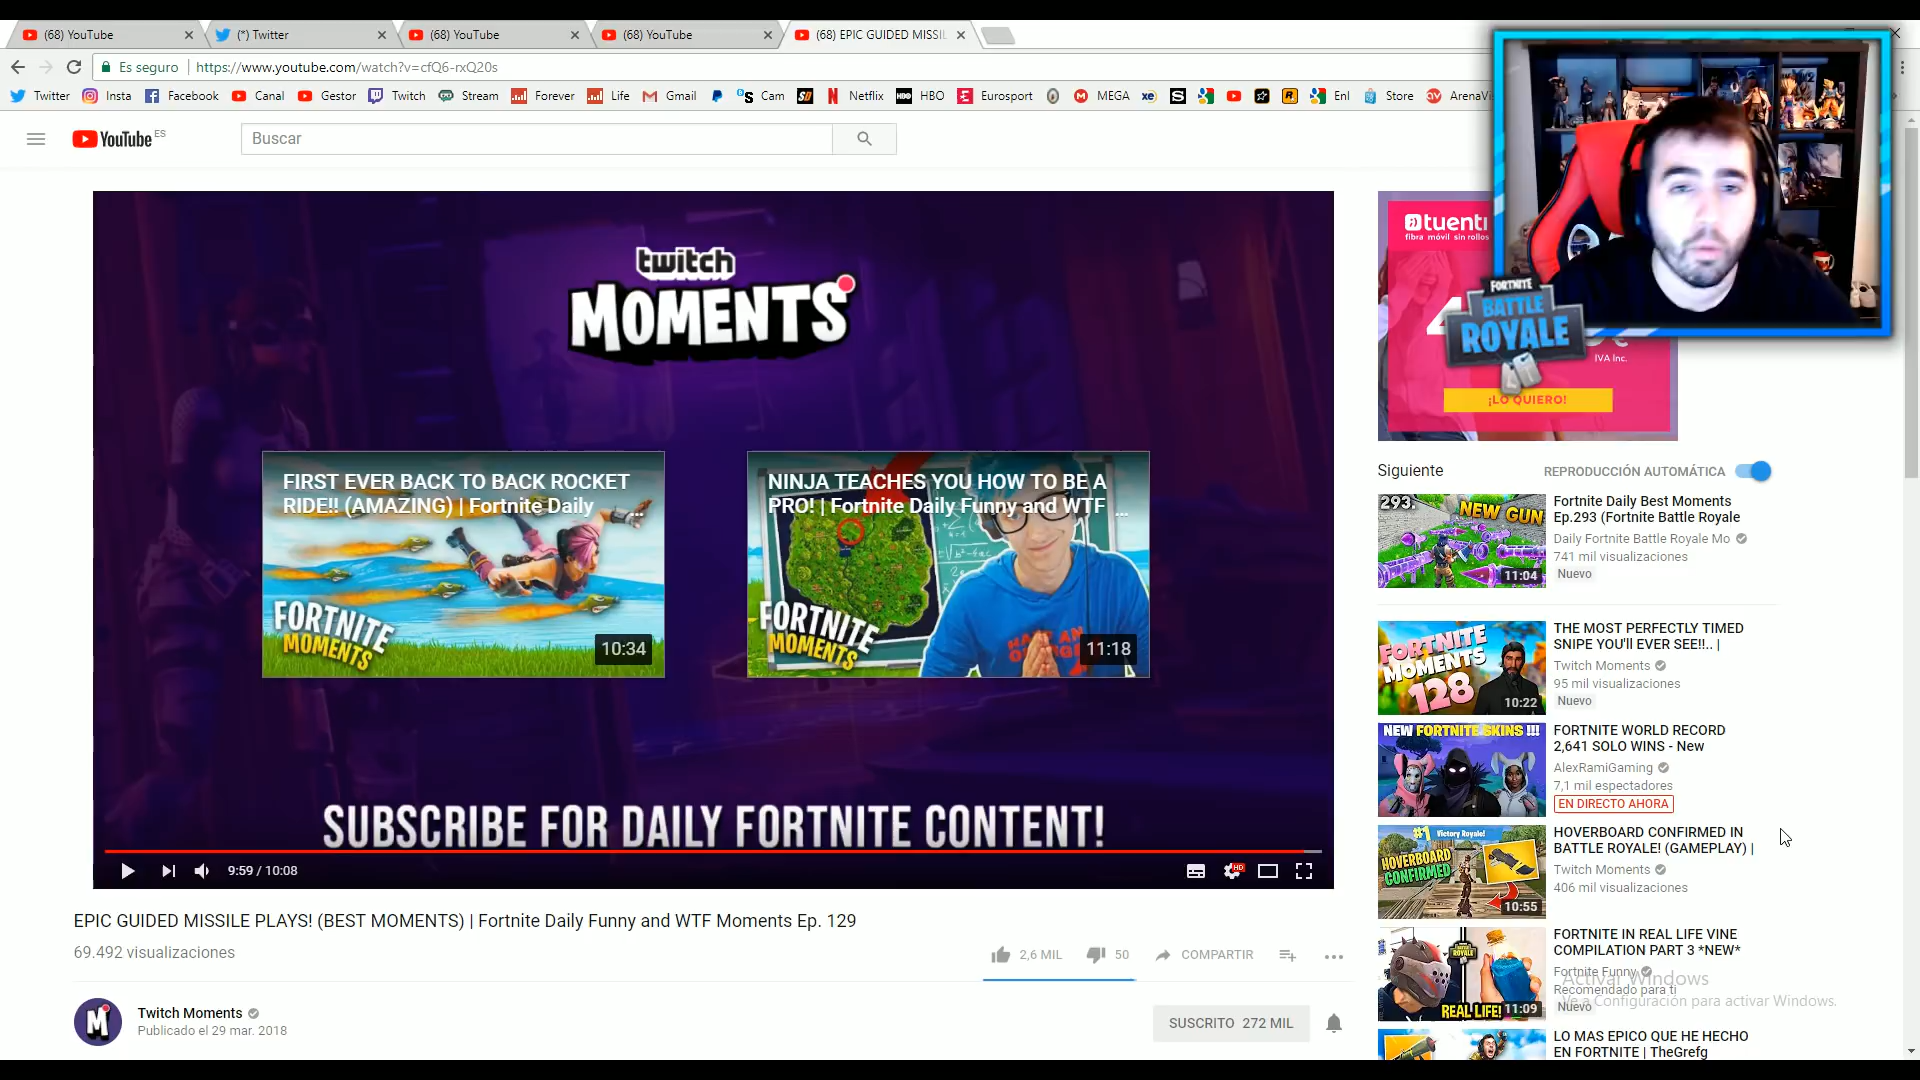 (68) YouTube
(*) Twitter
(68) YouTube
(68) YouTube
(68) EPIC GUIDED MISSIL
Es seguro
https://www.youtube.com/watch?v=cfQ6-rxQ20s
Twitter
Insta
Facebook
Canal
Gestor
Twitch
Stream
Forever
Life
Gmail
Cam
Netflix
HBO
Eurosport
MEGA
Enl
Store
ArenaVi
YouTube ES
Buscar
twitch
MOMENTS
FIRST EVER BACK TO BACK ROCKET
RIDE!! (AMAZING) | Fortnite Daily
...
FORTNITE
MOMENTS
10:34
NINJA TEACHES YOU HOW TO BE A
PRO! | Fortnite Daily Funny and WTF ...
FORTNITE
MOMENTS
11:18
SUBSCRIBE FOR DAILY FORTNITE CONTENT!
9:59 / 10:08
HD
EPIC GUIDED MISSILE PLAYS! (BEST MOMENTS) | Fortnite Daily Funny and WTF Moments Ep. 129
69.492 visualizaciones
2,6 MIL
50
COMPARTIR
...
Twitch Moments
Publicado el 29 mar. 2018
SUSCRITO 272 MIL
tuenti
fibra móvil sin rollos
4
IVA Inc.
¡LO QUIERO!
FORTNITE
BATTLE
ROYALE
Siguiente
REPRODUCCIÓN AUTOMÁTICA
293.
NEW GUN
11:04
Fortnite Daily Best Moments
Ep.293 (Fortnite Battle Royale
Daily Fortnite Battle Royale Mo
741 mil visualizaciones
Nuevo
FORTNITE
MOMENTS
128
10:22
THE MOST PERFECTLY TIMED
SNIPE YOU'll EVER SEE!!.. |
Twitch Moments
95 mil visualizaciones
Nuevo
NEW FORTNITE SKINS !!!
FORTNITE WORLD RECORD
2,641 SOLO WINS - New
AlexRamiGaming
7,1 mil espectadores
EN DIRECTO AHORA
#1 Victory Royale!
HOVERBOARD
CONFIRMED
10:55
HOVERBOARD CONFIRMED IN
BATTLE ROYALE! (GAMEPLAY) |
Twitch Moments
406 mil visualizaciones
REAL LIFE!
11:09
FORTNITE IN REAL LIFE VINE
COMPILATION PART 3 *NEW*
Fortnite Funny
Recomendado para ti
Nuevo
Activar Windows
Ve a Configuración para activar Windows.
LO MAS EPICO QUE HE HECHO
EN FORTNITE | TheGrefg